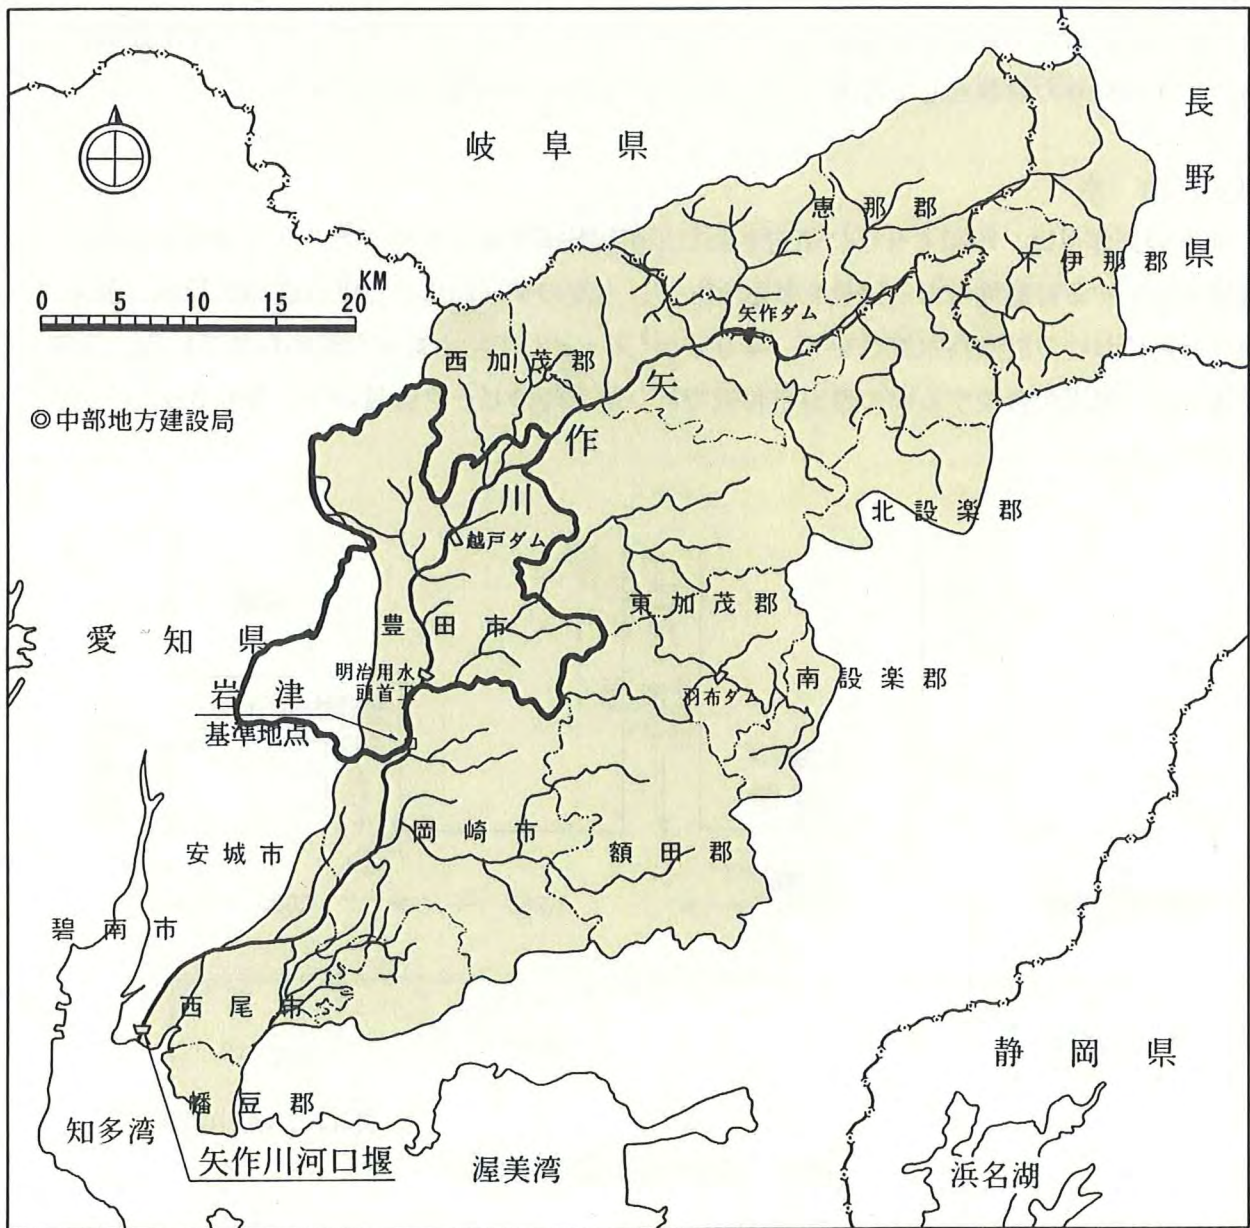 岐阜県
長野県
恵那郡
下伊那郡
0 5 10 20 KM
矢作ダム
西加茂郡
矢作川
◎中部地方建設局
北設楽郡
越戸ダム
東加茂郡
愛知県
豊田市
明治用水
頭首工
南設楽郡
羽布ダム
岩津
基準地点
岡崎市
安城市
額田郡
碧南市
西尾市
静岡県
幡豆郡
知多湾
矢作川河口堰
渥美湾
浜名湖